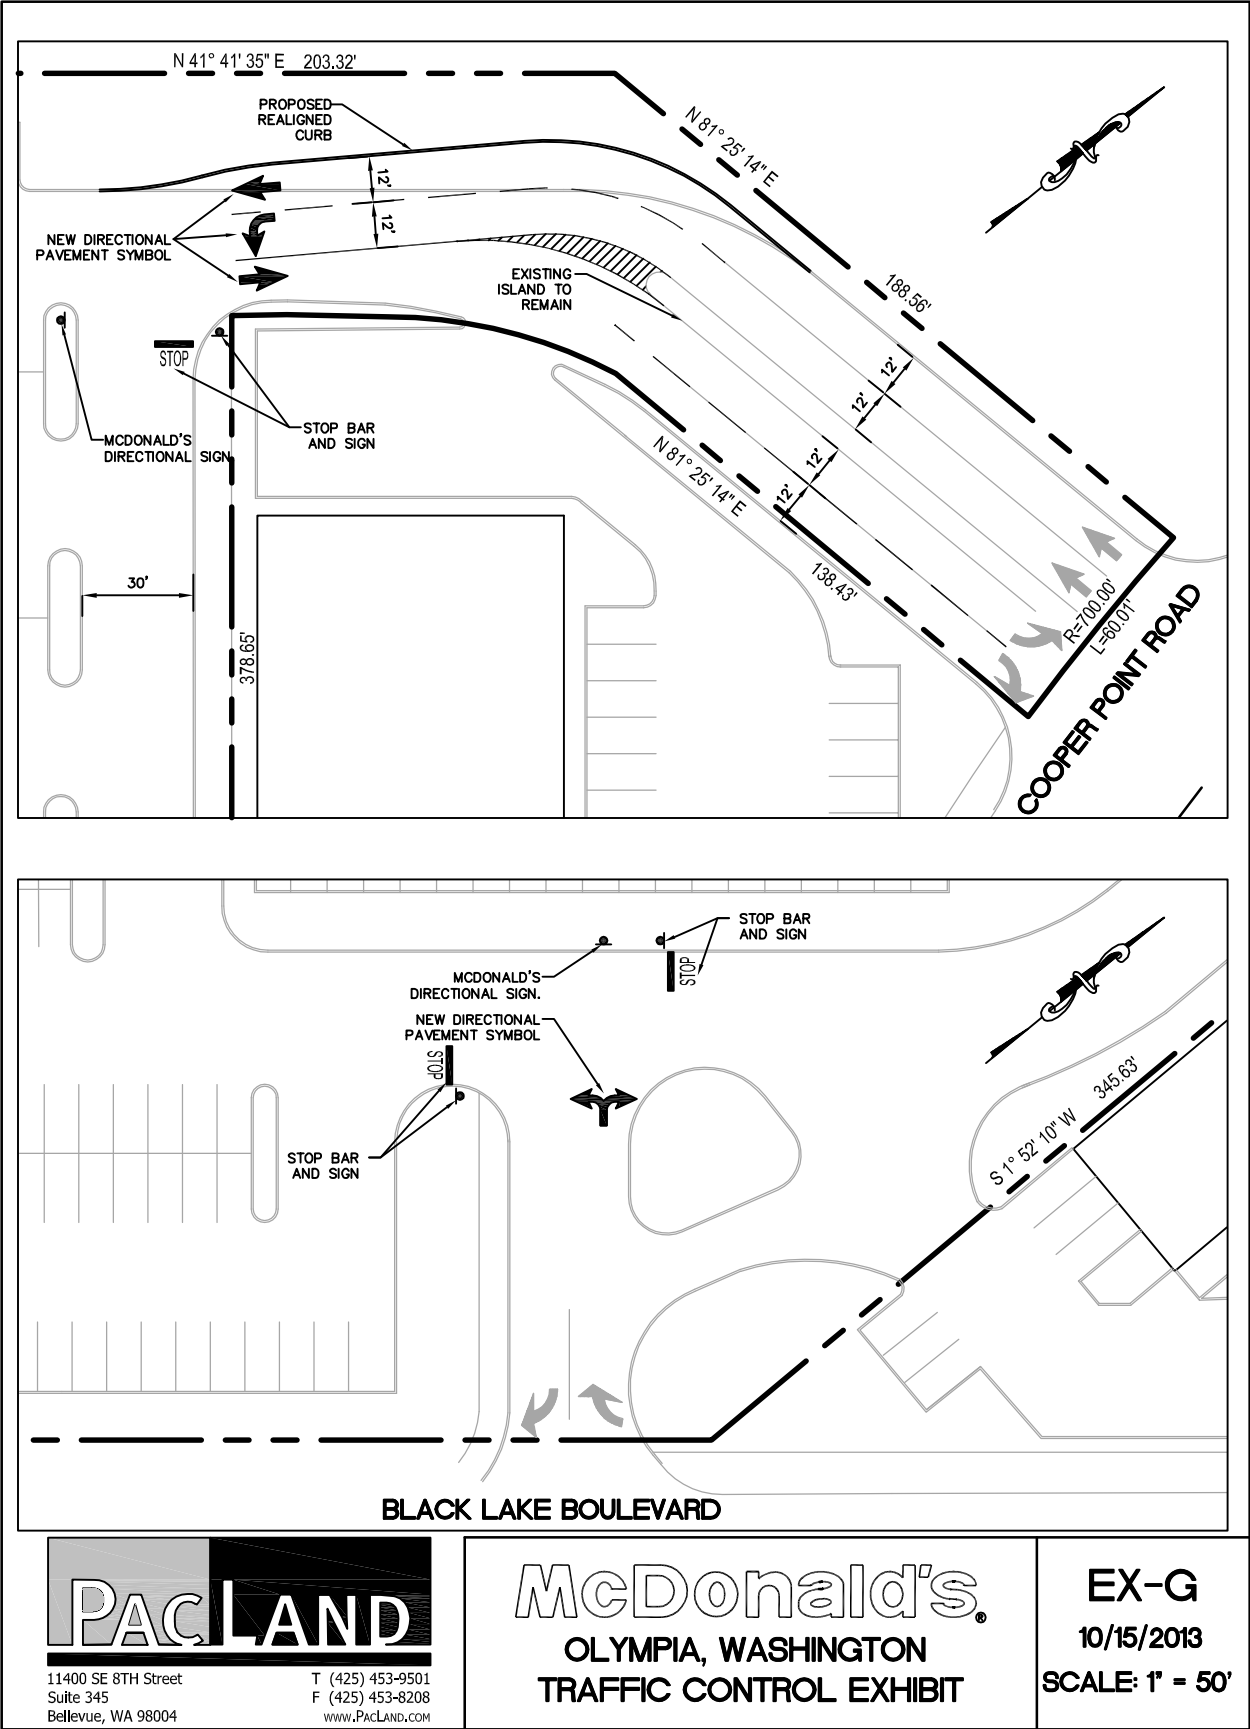 N 41° 41' 35" E 203.32'
PROPOSED
REALIGNED
CURB
N 81° 25' 14" E
12'
12'
NEW DIRECTIONAL
PAVEMENT SYMBOL
EXISTING
ISLAND TO
REMAIN
188.56'
STOP
12'
12'
STOP BAR
AND SIGN
MCDONALD'S
DIRECTIONAL SIGN
N 81° 25' 14" E
12'
12'
30'
138.43'
378.65'
R=700.00'
L=60.01'
COOPER POINT ROAD
STOP BAR
AND SIGN
STOP
MCDONALD'S
DIRECTIONAL SIGN.
NEW DIRECTIONAL
PAVEMENT SYMBOL
STOP
345.63'
S 1° 52' 10" W
STOP BAR
AND SIGN
BLACK LAKE BOULEVARD
PACLAND
11400 SE 8TH Street
Suite 345
Bellevue, WA 98004
T (425) 453-9501
F (425) 453-8208
www.PacLand.com
McDonald's®
OLYMPIA, WASHINGTON
TRAFFIC CONTROL EXHIBIT
EX-G
10/15/2013
SCALE: 1" = 50'